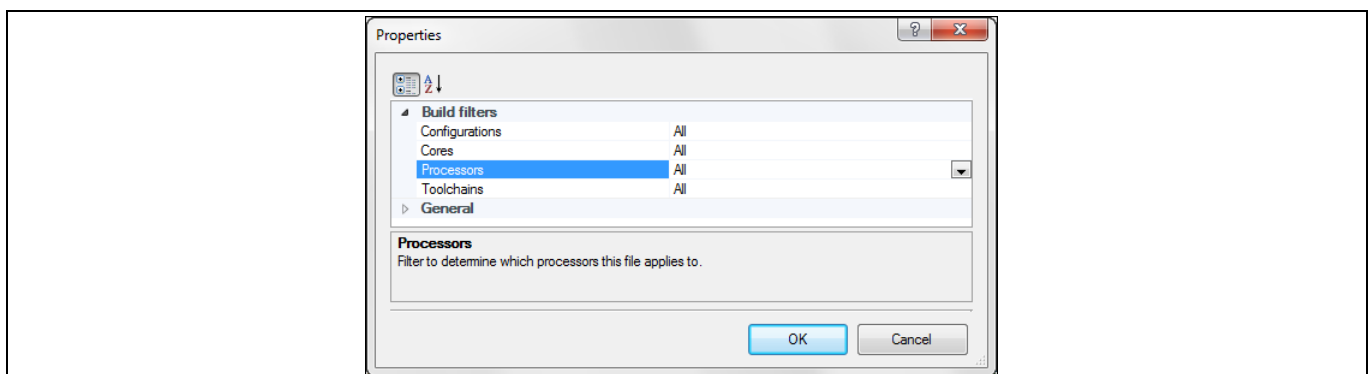 Properties
Build filters
Configurations All
Cores All
Processors All
Toolchains All
General
Processors
Filter to determine which processors this file applies to.
OK Cancel